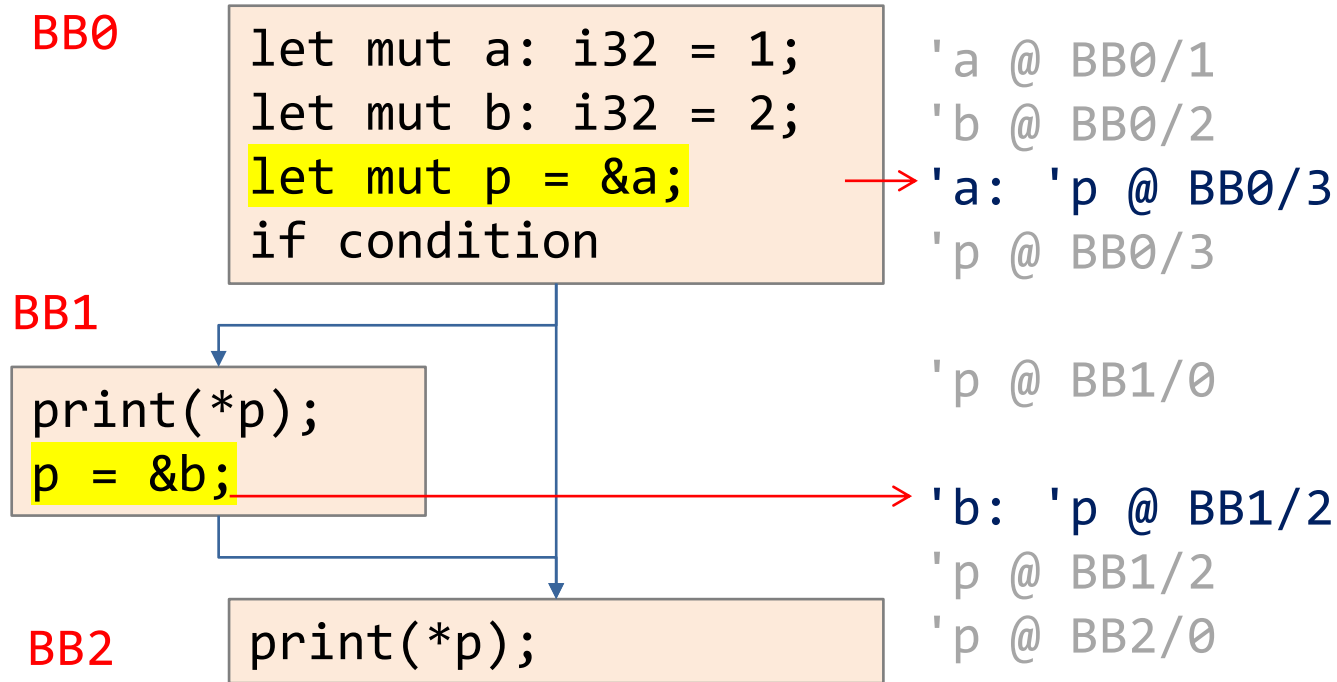 BB0
let mut a: i32 = 1;
let mut b: i32 = 2;
let mut p = &a;
if condition
'a @ BB0/1
'b @ BB0/2
'a: 'p @ BB0/3
'p @ BB0/3
BB1
print(*p);
p = &b;
'p @ BB1/0
'b: 'p @ BB1/2
'p @ BB1/2
'p @ BB2/0
BB2
print(*p);